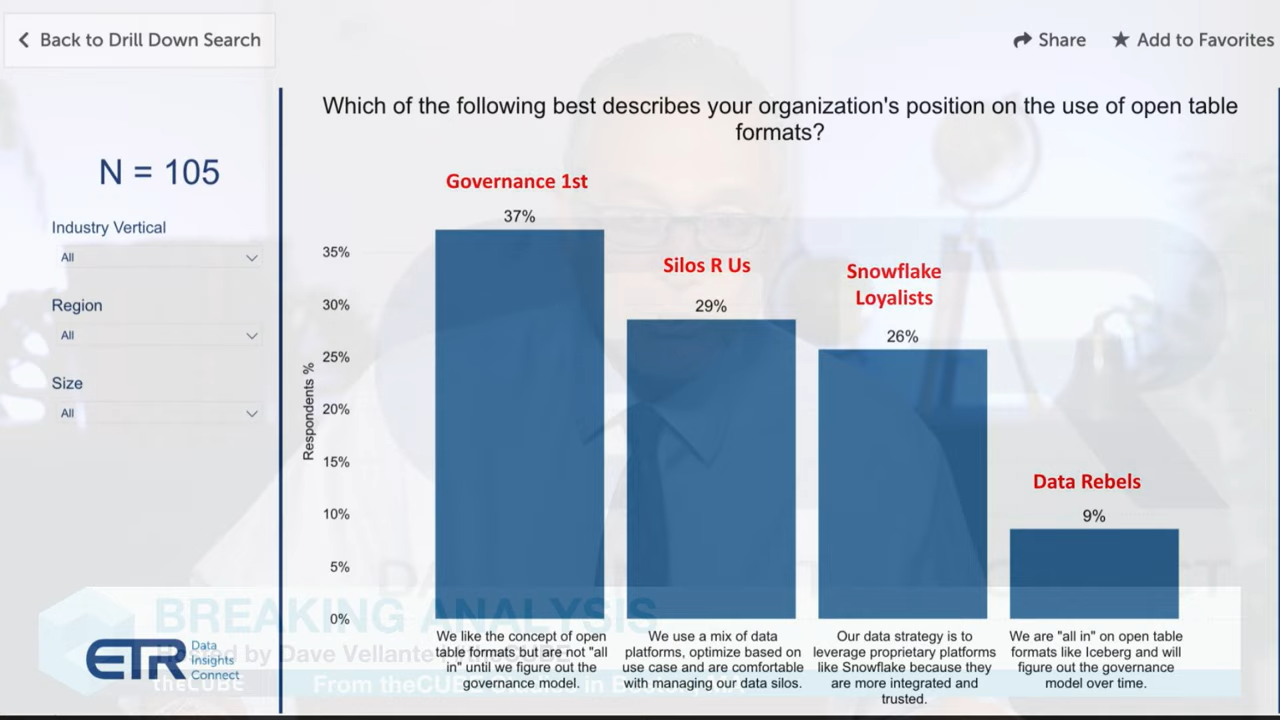 Back to Drill Down Search
Share
Add to Favorites
Which of the following best describes your organization's position on the use of open table
formats?
N = 105
Industry Vertical
All
Region
All
Size
All
Respondents %
35%
30%
25%
20%
15%
10%
5%
0%
Governance 1st
37%
Silos R Us
29%
Snowflake
Loyalists
26%
Data Rebels
9%
We like the concept of open
table formats but are not "all
in" until we figure out the
governance model.
We use a mix of data
platforms, optimize based on
use case and are comfortable
with managing our data silos.
Our data strategy is to
leverage proprietary platforms
like Snowflake because they
are more integrated and
trusted.
We are "all in" on open table
formats like Iceberg and will
figure out the governance
model over time.
BREAKING ANALYSIS
Hosted by Dave Vellante
theCUBE
From theCUBE Studios in
ETR
Data
Insights
Connect